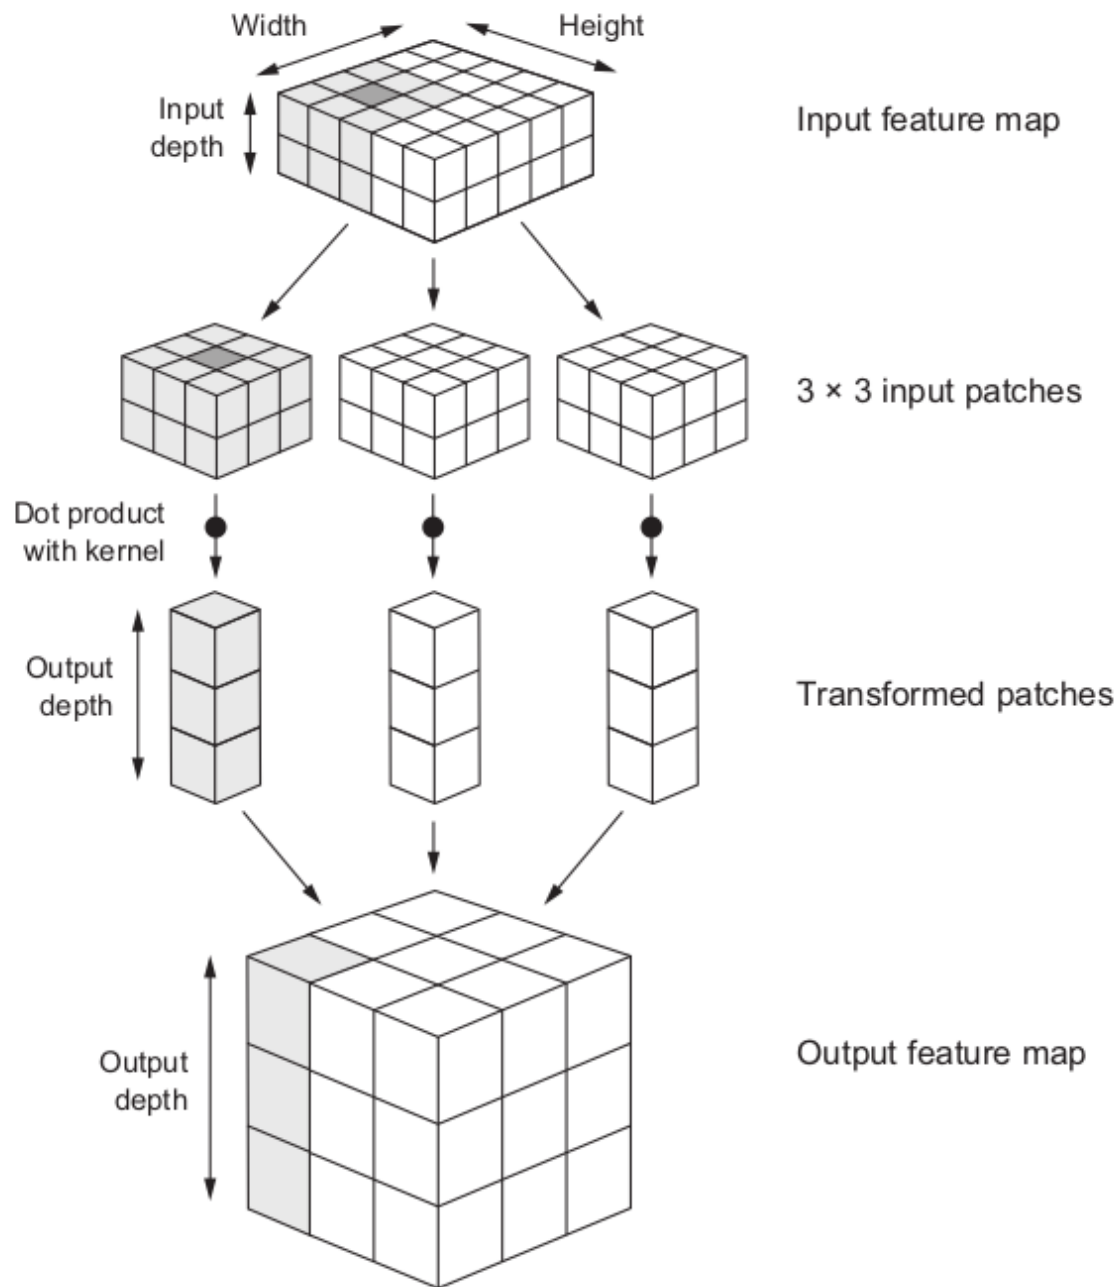 Width
Height
Input
depth
Input feature map
3 × 3 input patches
Dot product
with kernel
Output
depth
Transformed patches
Output
depth
Output feature map